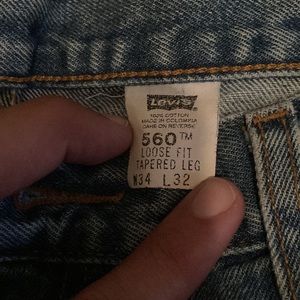 Levi's
100% COTTON
MADE IN COLOMBIA
CARE ON REVERSE
560™
LOOSE FIT
TAPERED LEG
W34 L32